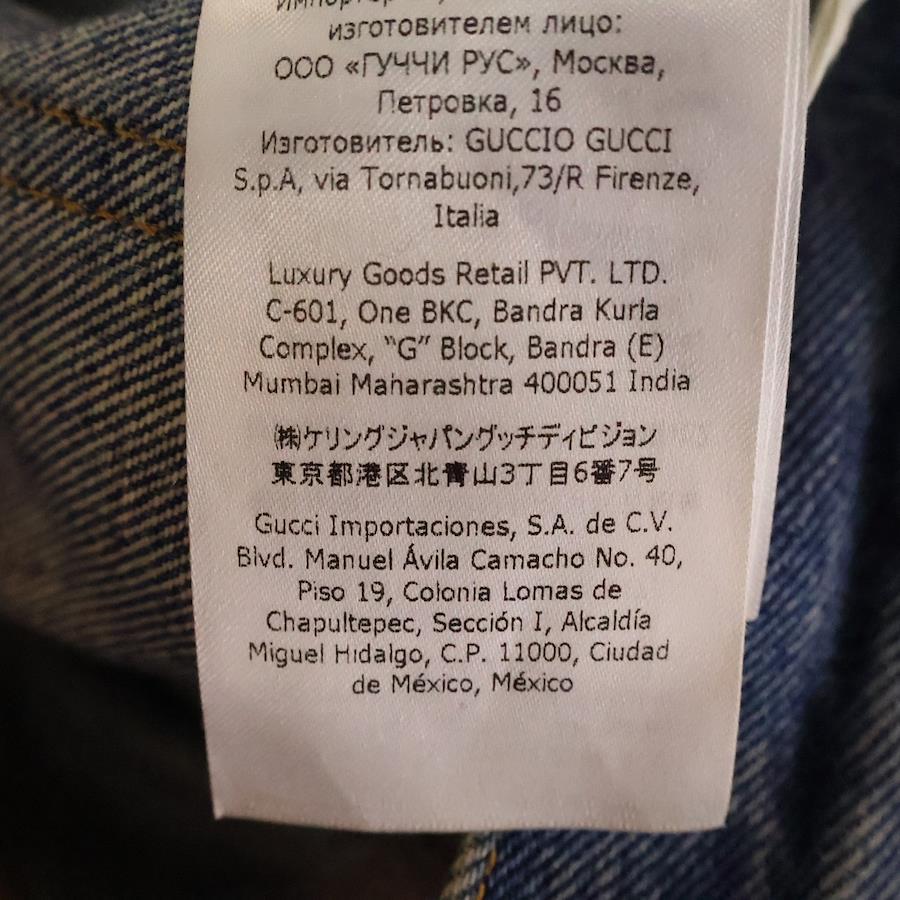 изготовителем лицо:
ООО «ГУЧЧИ РУС», Москва,
Петровка, 16
Изготовитель: GUCCIO GUCCI
S.p.A, via Tornabuoni,73/R Firenze,
Italia
Luxury Goods Retail PVT. LTD.
C-601, One BKC, Bandra Kurla
Complex, “G” Block, Bandra (E)
Mumbai Maharashtra 400051 India
㈱ケリングジャパングッチディビジョン
東京都港区北青山3丁目6番7号
Gucci Importaciones, S.A. de C.V.
Blvd. Manuel Ávila Camacho No. 40,
Piso 19, Colonia Lomas de
Chapultepec, Sección I, Alcaldía
Miguel Hidalgo, C.P. 11000, Ciudad
de México, México